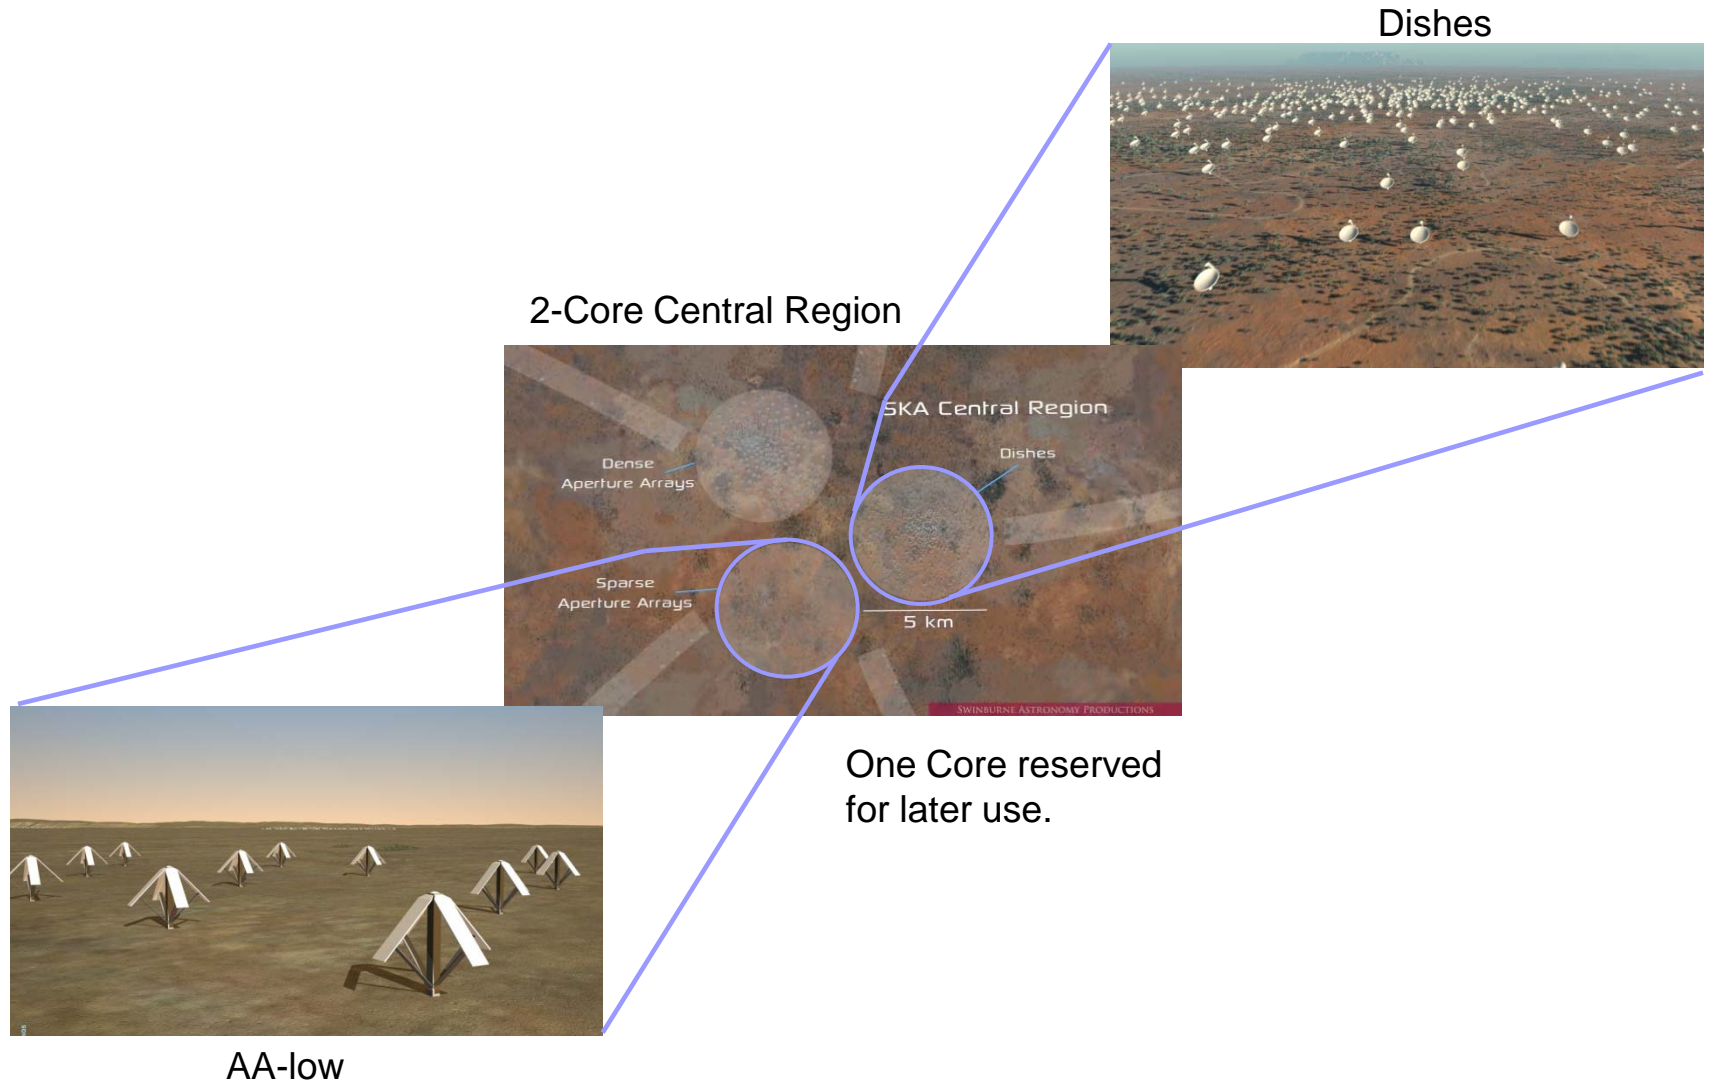 Dishes
2-Core Central Region
SKA Central Region
Dense
Aperture Arrays
Dishes
Sparse
Aperture Arrays
5 km
SWINBURNE ASTRONOMY PRODUCTIONS
One Core reserved
for later use.
AA-low